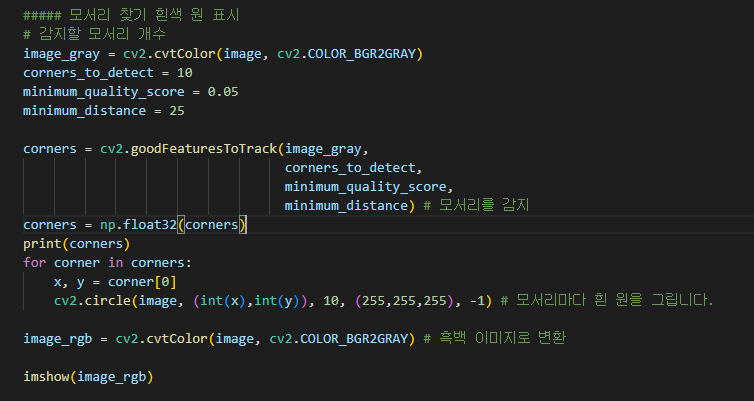 ##### 모서리 찾기 흰색 원 표시
# 감지할 모서리 개수
image_gray = cv2.cvtColor(image, cv2.COLOR_BGR2GRAY)
corners_to_detect = 10
minimum_quality_score = 0.05
minimum_distance = 25
corners = cv2.goodFeaturesToTrack(image_gray,
corners_to_detect,
minimum_quality_score,
minimum_distance) # 모서리를 감지
corners = np.float32(corners)
print(corners)
for corner in corners:
x, y = corner[0]
cv2.circle(image, (int(x),int(y)), 10, (255,255,255), -1) # 모서리마다 흰 원을 그립니다.
image_rgb = cv2.cvtColor(image, cv2.COLOR_BGR2GRAY) # 흑백 이미지로 변환
imshow(image_rgb)